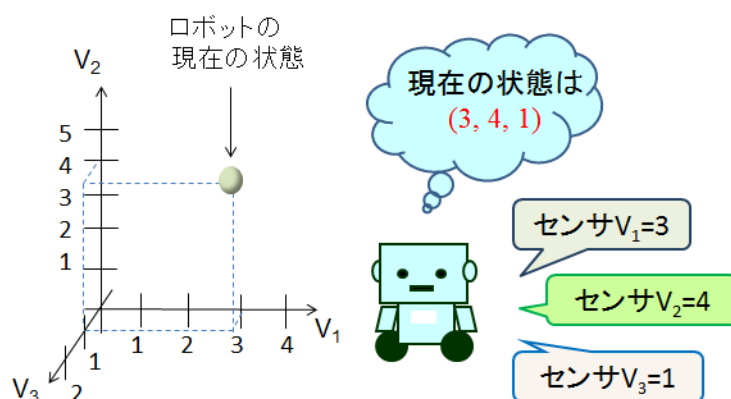 ロボットの
現在の状態
V2
5
4
3
2
1
1
2
3
4
V1
1
2
V3
現在の状態は
(3, 4, 1)
センサV1=3
センサV2=4
センサV3=1